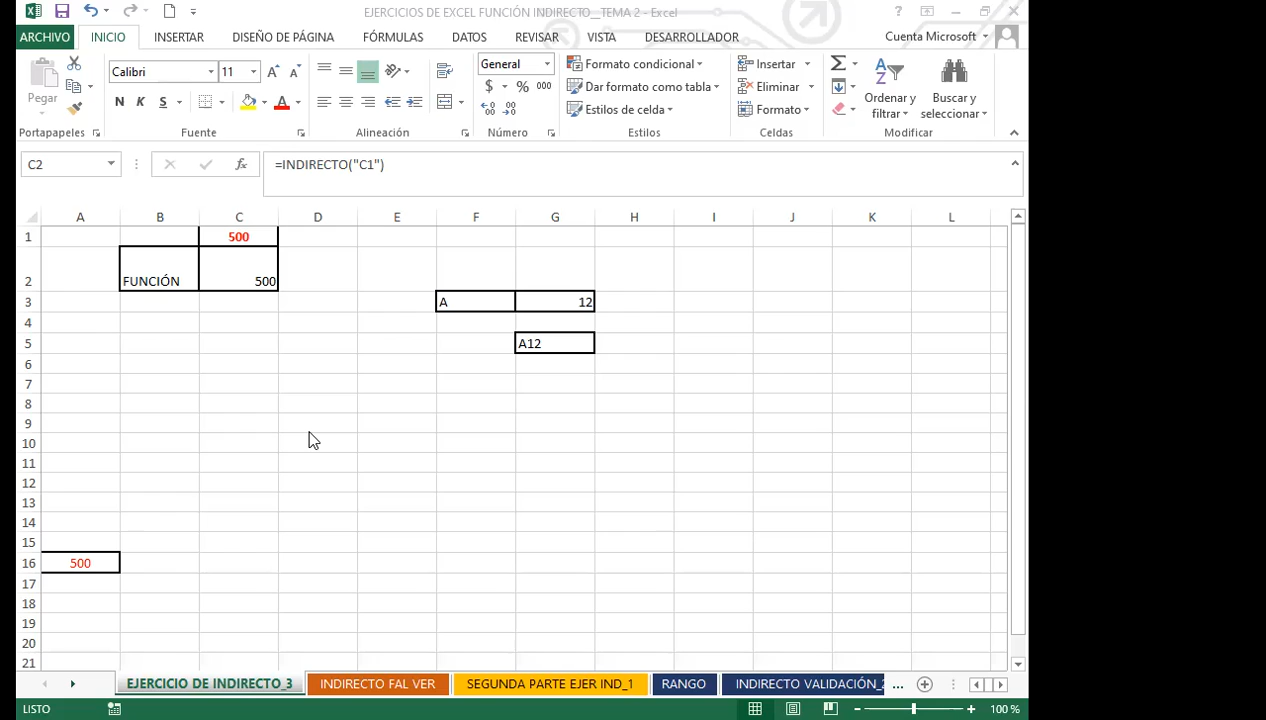 EJERCICIOS DE EXCEL FUNCIÓN INDIRECTO__TEMA 2 - Excel
ARCHIVO INICIO INSERTAR DISEÑO DE PÁGINA FÓRMULAS DATOS REVISAR VISTA DESARROLLADOR Cuenta Microsoft
Pegar
Calibri 11
General
Formato condicional
Insertar
$ % 000
Dar formato como tabla
Eliminar
Ordenar y filtrar
Buscar y seleccionar
N K S A
Estilos de celda
Formato
Portapapeles Fuente Alineación Número Estilos Celdas Modificar
C2 fx =INDIRECTO("C1")
A B C D E F G H I J K L
1 500
2 FUNCIÓN 500
3 A 12
4
5 A12
6
7
8
9
10
11
12
13
14
15
16 500
17
18
19
20
21
EJERCICIO DE INDIRECTO_3 INDIRECTO FAL VER SEGUNDA PARTE EJER IND_1 RANGO INDIRECTO VALIDACIÓN_ ...
LISTO 100 %